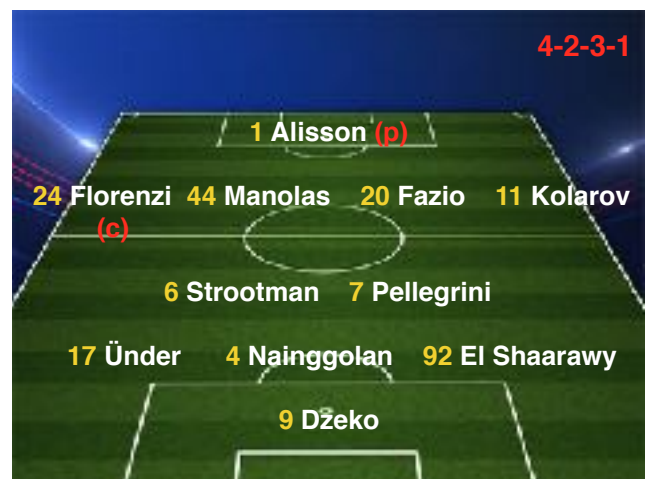 4-2-3-1
1 Alisson (p)
24 Florenzi 44 Manolas 20 Fazio 11 Kolarov
(c)
6 Strootman 7 Pellegrini
17 Ünder 4 Nainggolan 92 El Shaarawy
9 Dzeko